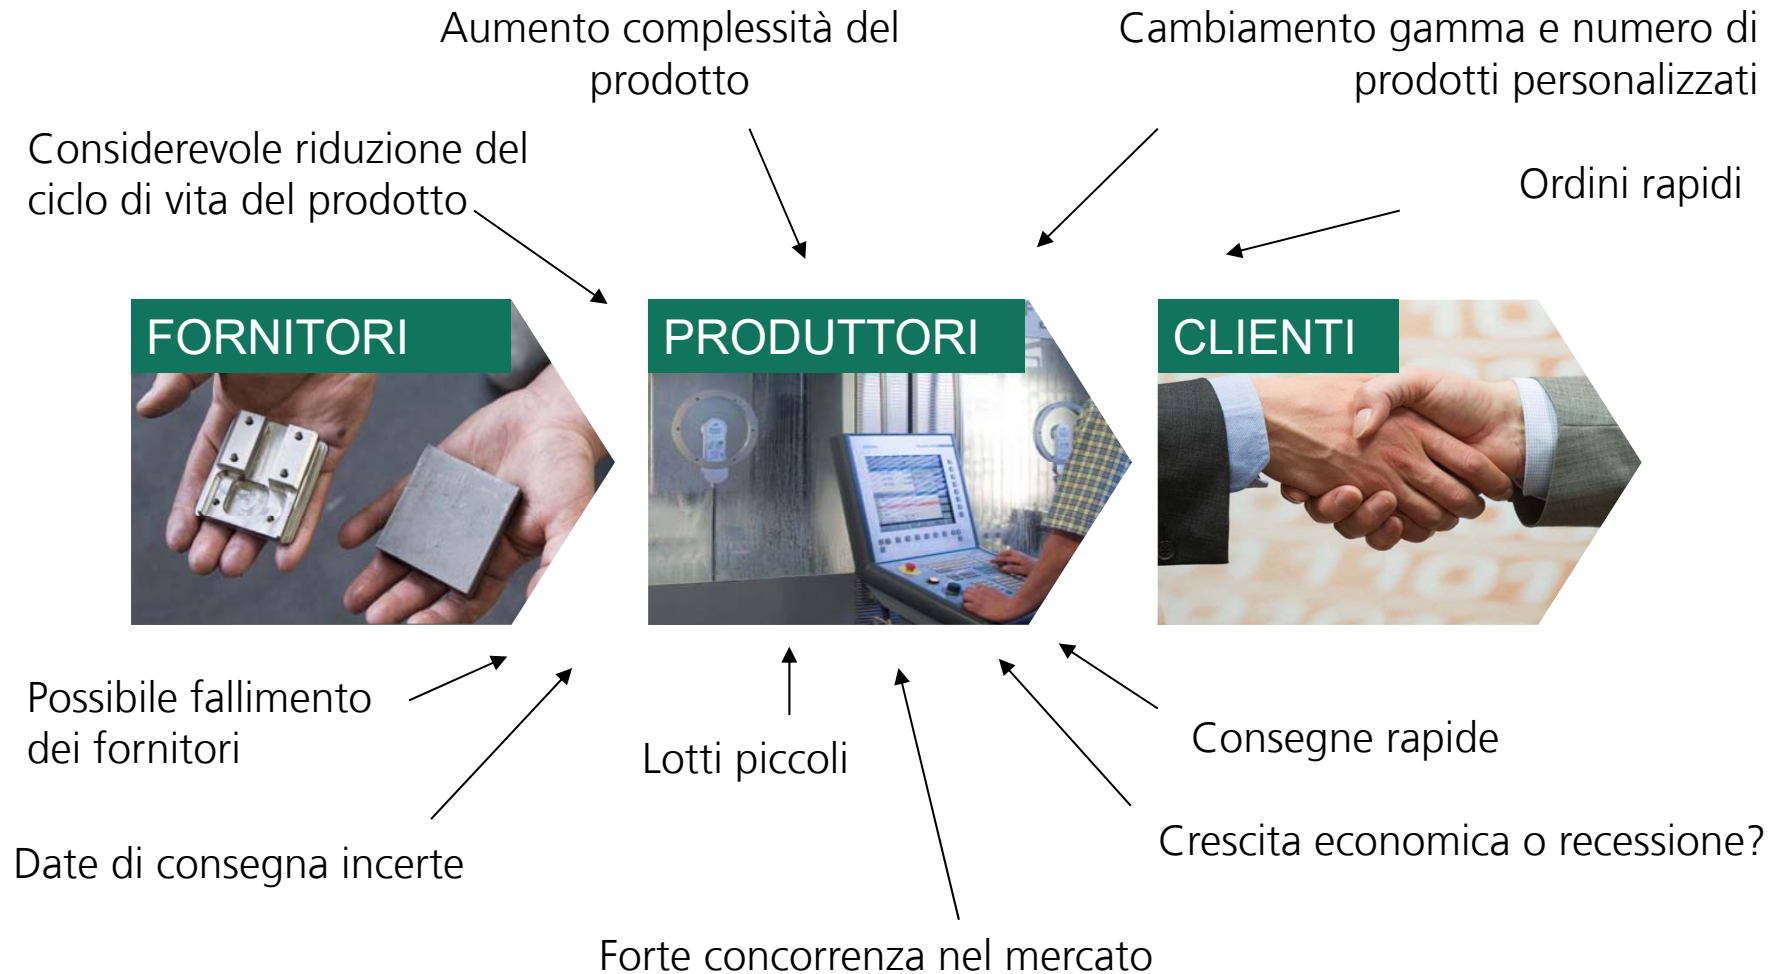 Aumento complessità del
prodotto
Cambiamento gamma e numero di
prodotti personalizzati
Considerevole riduzione del
ciclo di vita del prodotto
Ordini rapidi
FORNITORI
PRODUTTORI
CLIENTI
Possibile fallimento
dei fornitori
Lotti piccoli
Consegne rapide
Date di consegna incerte
Crescita economica o recessione?
Forte concorrenza nel mercato